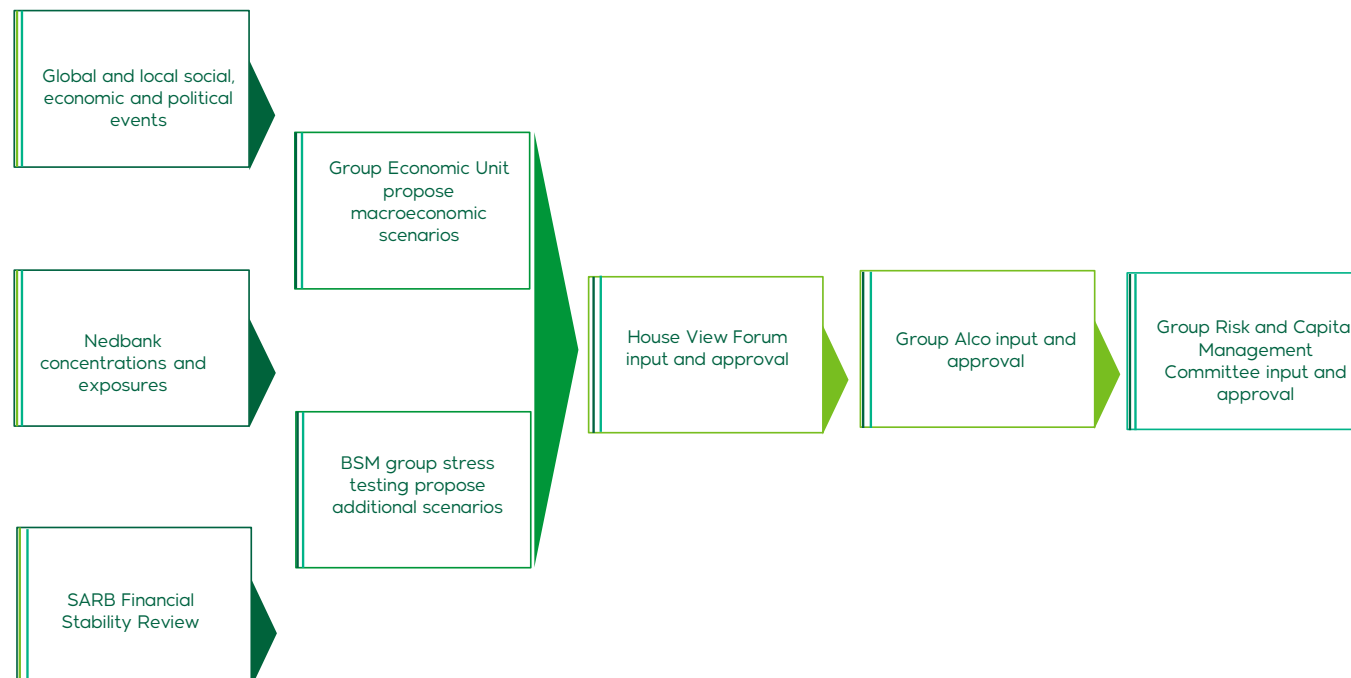 Global and local social,
economic and political
events
Nedbank
concentrations and
exposures
SARB Financial
Stability Review
Group Economic Unit
propose
macroeconomic
scenarios
BSM group stress
testing propose
additional scenarios
House View Forum
input and approval
Group Alco input and
approval
Group Risk and Capita
Management
Committee input and
approval